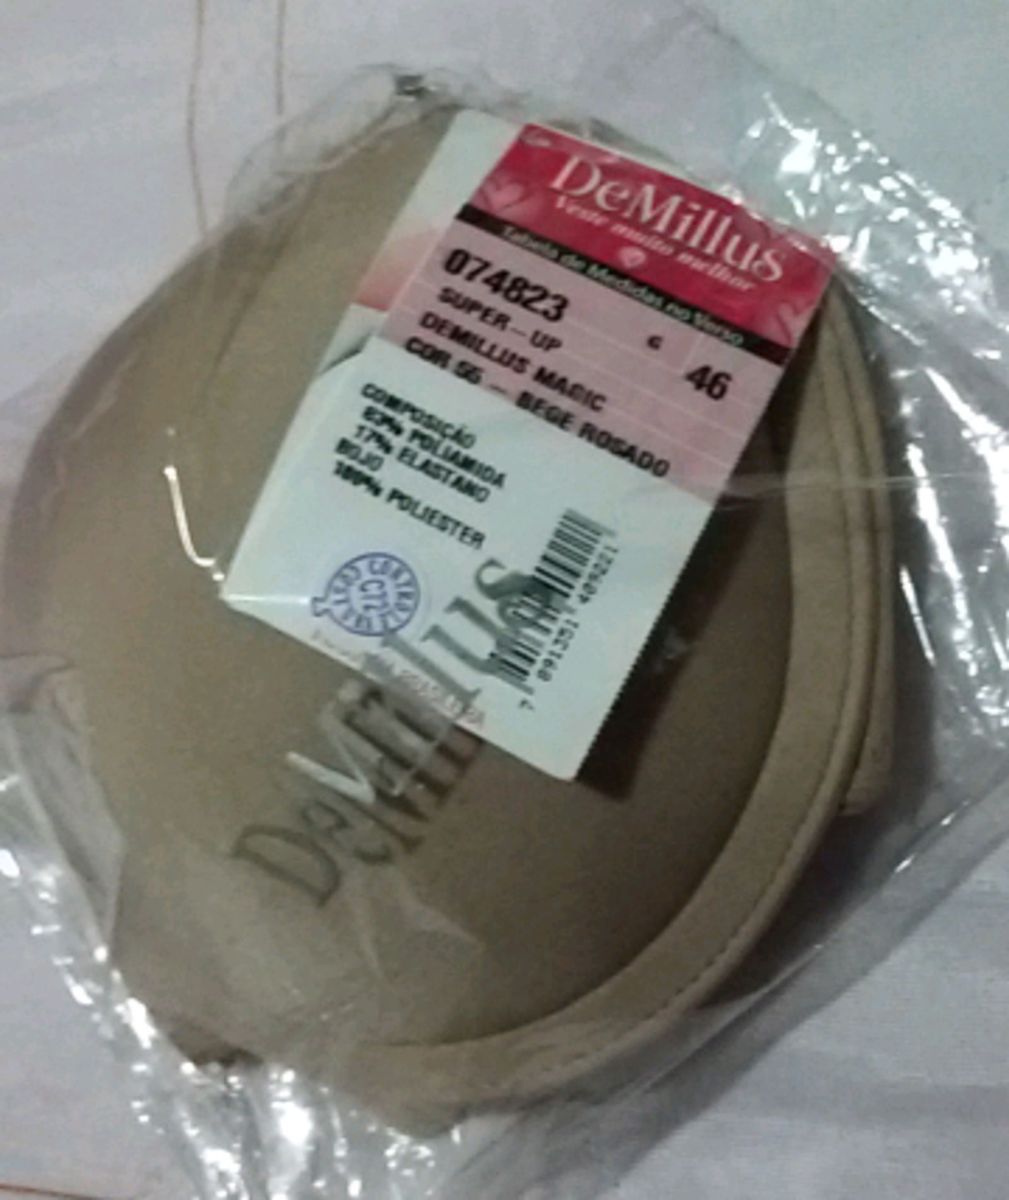 DeMillus
Veste muito melhor
Tabela de Medidas no Verso
074823
46
SUPER-UP
DEMILLUS MAGIC
COR 56 - BEGE ROSADO
COMPOSIÇÃO
83% POLIAMIDA
17% ELASTANO
BOJO
100% POLIESTER
DeMillus